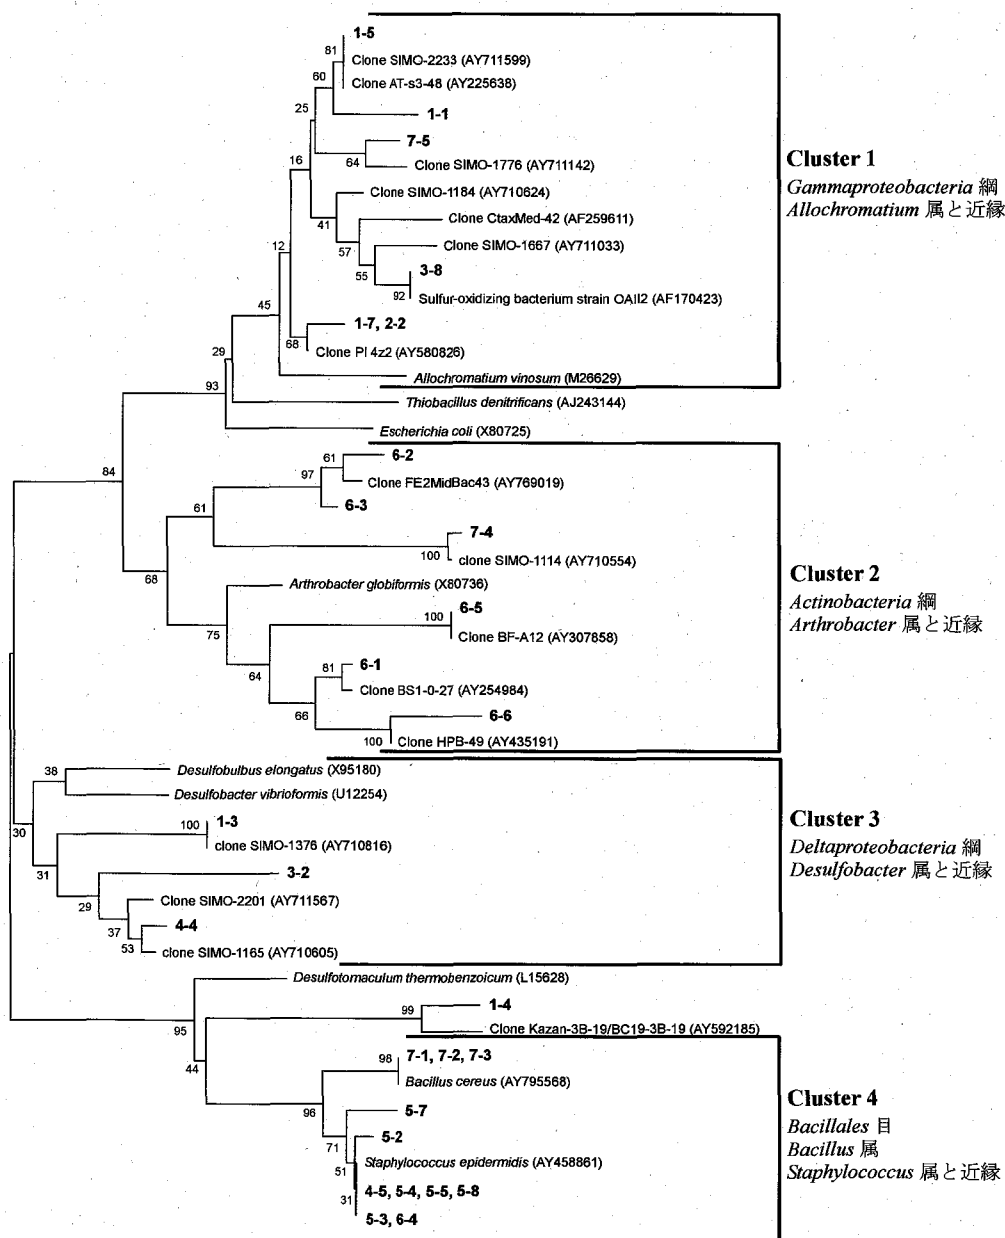 1-5
81
Clone SIMO-2233 (AY711599)
60
Clone AT-s3-48 (AY225638)
25
1-1
7-5
64
Clone SIMO-1776 (AY711142)
16
Cluster 1
Gammaproteobacteria 綱
Allochromatium 属と近縁
Clone SIMO-1184 (AY710624)
41
Clone CtaxMed-42 (AF259611)
12
57
Clone SIMO-1667 (AY711033)
55
3-8
92
Sulfur-oxidizing bacterium strain OAII2 (AF170423)
45
1-7, 2-2
68
Clone PI 4z2 (AY580826)
29
Allochromatium vinosum (M26629)
93
Thiobacillus denitrificans (AJ243144)
Escherichia coli (X80725)
84
61
6-2
97
Clone FE2MidBac43 (AY769019)
6-3
61
7-4
100
clone SIMO-1114 (AY710554)
68
Cluster 2
Actinobacteria 綱
Arthrobacter 属と近縁
Arthrobacter globiformis (X80736)
75
6-5
100
Clone BF-A12 (AY307858)
64
6-1
81
Clone BS1-0-27 (AY254984)
66
6-6
100
Clone HPB-49 (AY435191)
38
Desulfobulbus elongatus (X95180)
Desulfobacter vibrioformis (U12254)
30
1-3
100
clone SIMO-1376 (AY710816)
Cluster 3
Deltaproteobacteria 綱
Desulfobacter 属と近縁
31
3-2
29
Clone SIMO-2201 (AY711567)
37
4-4
53
clone SIMO-1165 (AY710605)
Desulfotomaculum thermobenzoicum (L15628)
95
1-4
99
Clone Kazan-3B-19/BC19-3B-19 (AY592185)
44
7-1, 7-2, 7-3
98
Bacillus cereus (AY795568)
96
5-7
Cluster 4
Bacillales 目
Bacillus 属
Staphylococcus 属と近縁
71
5-2
51
Staphylococcus epidermidis (AY458861)
31
4-5, 5-4, 5-5, 5-8
5-3, 6-4